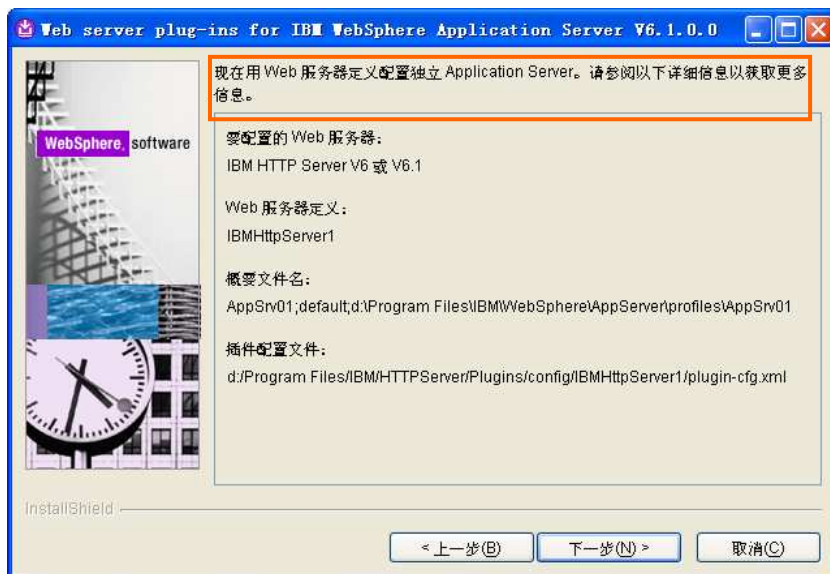 Web server plug-ins for IBM WebSphere Application Server V6.1.0.0
现在用 Web 服务器定义配置独立 Application Server。请参阅以下详细信息以获取更多
信息。
WebSphere. software
要配置的 Web 服务器:
IBM HTTP Server V6 或 V6.1
Web 服务器定义:
IBMHttpServer1
概要文件名:
AppSrv01;default;d:\Program Files\IBM\WebSphere\AppServer\profiles\AppSrv01
插件配置文件:
d:/Program Files/IBM/HTTPServer/Plugins/config/IBMHttpServer1/plugin-cfg.xml
InstallShield
< 上一步(B)
下一步(N) >
取消(C)